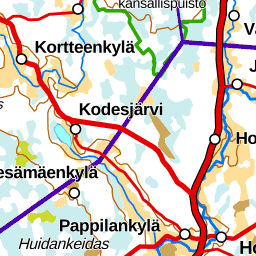 kansallispuisto
Kortteenkylä
Kodesjärvi
esämäenkylä
Pappilankylä
Huidankeidas